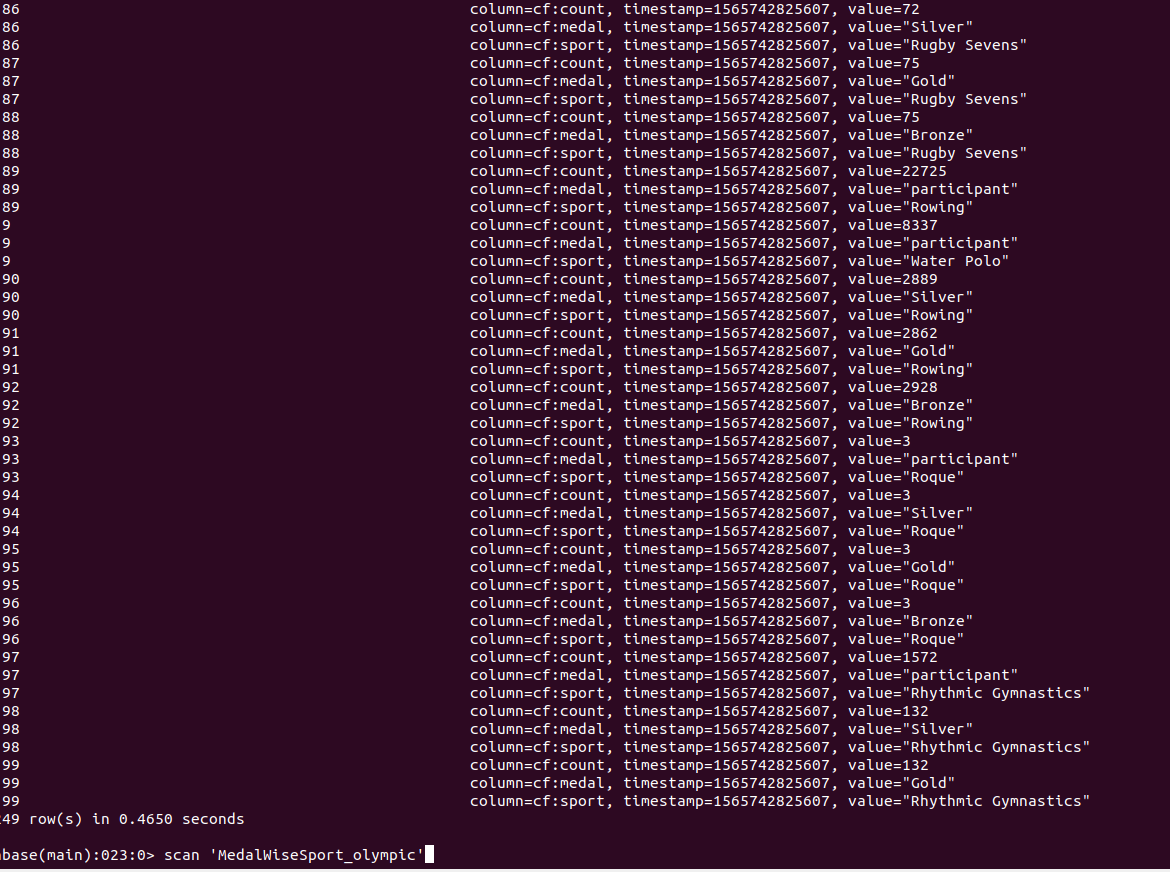 86 column=cf:count, timestamp=1565742825607, value=72
86 column=cf:medal, timestamp=1565742825607, value="Silver"
86 column=cf:sport, timestamp=1565742825607, value="Rugby Sevens"
87 column=cf:count, timestamp=1565742825607, value=75
87 column=cf:medal, timestamp=1565742825607, value="Gold"
87 column=cf:sport, timestamp=1565742825607, value="Rugby Sevens"
88 column=cf:count, timestamp=1565742825607, value=75
88 column=cf:medal, timestamp=1565742825607, value="Bronze"
88 column=cf:sport, timestamp=1565742825607, value="Rugby Sevens"
89 column=cf:count, timestamp=1565742825607, value=22725
89 column=cf:medal, timestamp=1565742825607, value="participant"
89 column=cf:sport, timestamp=1565742825607, value="Rowing"
9 column=cf:count, timestamp=1565742825607, value=8337
9 column=cf:medal, timestamp=1565742825607, value="participant"
9 column=cf:sport, timestamp=1565742825607, value="Water Polo"
90 column=cf:count, timestamp=1565742825607, value=2889
90 column=cf:medal, timestamp=1565742825607, value="Silver"
90 column=cf:sport, timestamp=1565742825607, value="Rowing"
91 column=cf:count, timestamp=1565742825607, value=2862
91 column=cf:medal, timestamp=1565742825607, value="Gold"
91 column=cf:sport, timestamp=1565742825607, value="Rowing"
92 column=cf:count, timestamp=1565742825607, value=2928
92 column=cf:medal, timestamp=1565742825607, value="Bronze"
92 column=cf:sport, timestamp=1565742825607, value="Rowing"
93 column=cf:count, timestamp=1565742825607, value=3
93 column=cf:medal, timestamp=1565742825607, value="participant"
93 column=cf:sport, timestamp=1565742825607, value="Roque"
94 column=cf:count, timestamp=1565742825607, value=3
94 column=cf:medal, timestamp=1565742825607, value="Silver"
94 column=cf:sport, timestamp=1565742825607, value="Roque"
95 column=cf:count, timestamp=1565742825607, value=3
95 column=cf:medal, timestamp=1565742825607, value="Gold"
95 column=cf:sport, timestamp=1565742825607, value="Roque"
96 column=cf:count, timestamp=1565742825607, value=3
96 column=cf:medal, timestamp=1565742825607, value="Bronze"
96 column=cf:sport, timestamp=1565742825607, value="Roque"
97 column=cf:count, timestamp=1565742825607, value=1572
97 column=cf:medal, timestamp=1565742825607, value="participant"
97 column=cf:sport, timestamp=1565742825607, value="Rhythmic Gymnastics"
98 column=cf:count, timestamp=1565742825607, value=132
98 column=cf:medal, timestamp=1565742825607, value="Silver"
98 column=cf:sport, timestamp=1565742825607, value="Rhythmic Gymnastics"
99 column=cf:count, timestamp=1565742825607, value=132
99 column=cf:medal, timestamp=1565742825607, value="Gold"
99 column=cf:sport, timestamp=1565742825607, value="Rhythmic Gymnastics"
row(s) in 0.4650 seconds
base(main):023:0> scan 'MedalWiseSport_olympic'